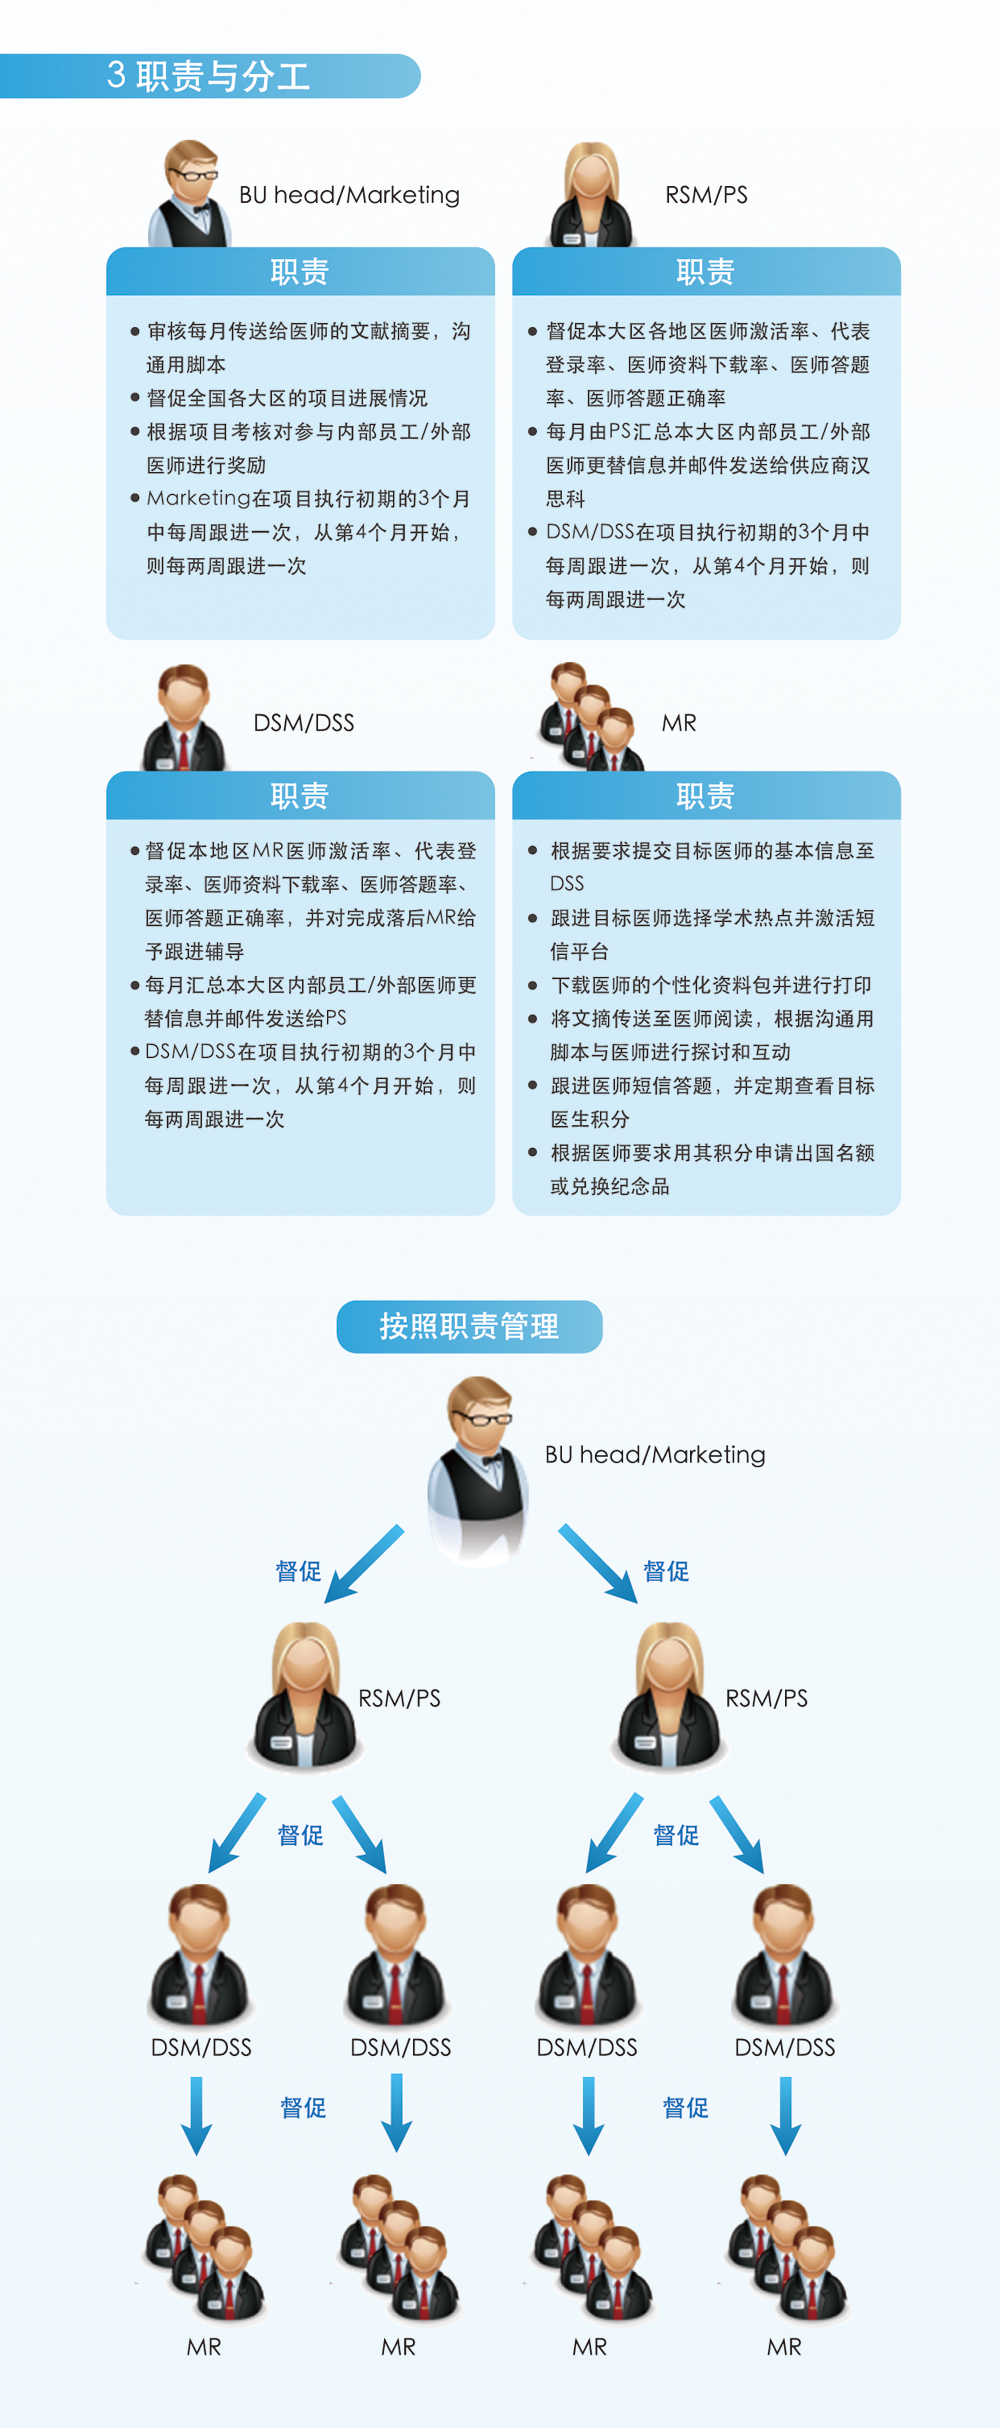 3 职责与分工
BU head/Marketing
职责
● 审核每月传送给医师的文献摘要，沟
通用脚本
● 督促全国各大区的项目进展情况
● 根据项目考核对参与内部员工/外部
医师进行奖励
● Marketing在项目执行初期的3个月
中每周跟进一次，从第4个月开始，
则每两周跟进一次
RSM/PS
职责
● 督促本大区各地区医师激活率、代表
登录率、医师资料下载率、医师答题
率、医师答题正确率
● 每月由PS汇总本大区内部员工/外部
医师更替信息并邮件发送给供应商汉
思科
● DSM/DSS在项目执行初期的3个月中
每周跟进一次，从第4个月开始，则
每两周跟进一次
DSM/DSS
职责
● 督促本地区MR医师激活率、代表登
录率、医师资料下载率、医师答题率、
医师答题正确率，并对完成落后MR给
予跟进辅导
● 每月汇总本大区内部员工/外部医师更
替信息并邮件发送给PS
● DSM/DSS在项目执行初期的3个月中
每周跟进一次，从第4个月开始，则
每两周跟进一次
MR
职责
● 根据要求提交目标医师的基本信息至
DSS
● 跟进目标医师选择学术热点并激活短
信平台
● 下载医师的个性化资料包并进行打印
● 将文摘传送至医师阅读，根据沟通用
脚本与医师进行探讨和互动
● 跟进医师短信答题，并定期查看目标
医生积分
● 根据医师要求用其积分申请出国名额
或兑换纪念品
按照职责管理
BU head/Marketing
督促 督促
RSM/PS RSM/PS
督促 督促
DSM/DSS DSM/DSS DSM/DSS DSM/DSS
督促 督促
MR MR MR MR